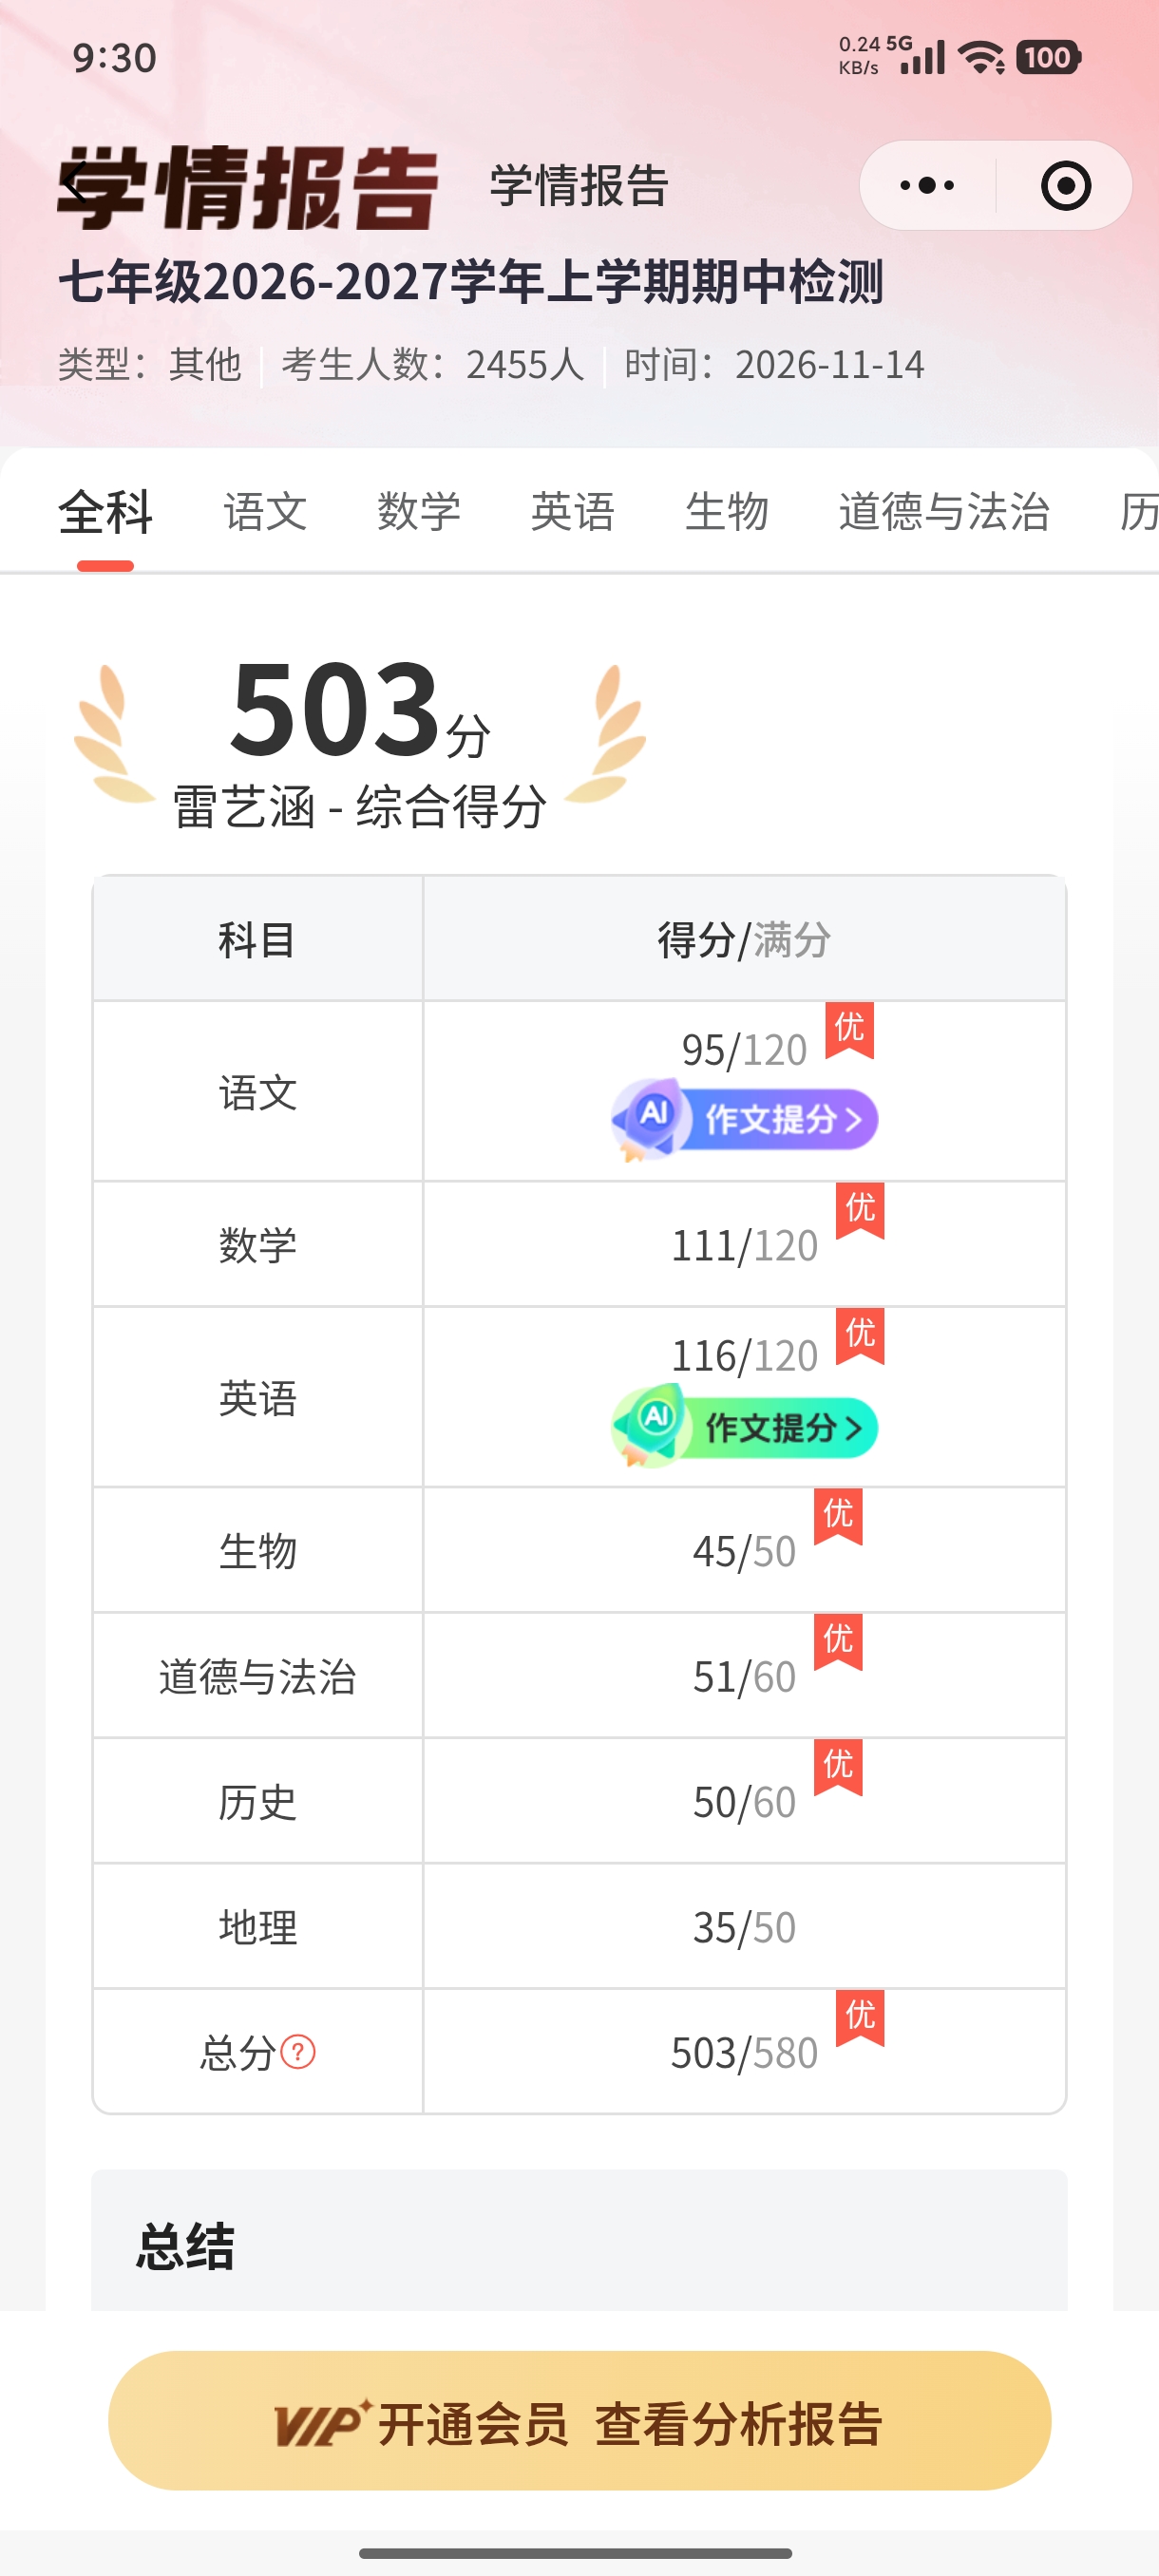 9:30
0.24 KB/s 5G 100
学情报告
学情报告
七年级2026-2027学年上学期期中检测
类型：其他 考生人数：2455人 时间：2026-11-14
全科 语文 数学 英语 生物 道德与法治 历
503分
雷艺涵 - 综合得分
科目 得分/满分
语文 95/120 优
AI 作文提分 >
数学 111/120 优
英语 116/120 优
AI 作文提分 >
生物 45/50 优
道德与法治 51/60 优
历史 50/60 优
地理 35/50
总分? 503/580 优
总结
VIP 开通会员 查看分析报告